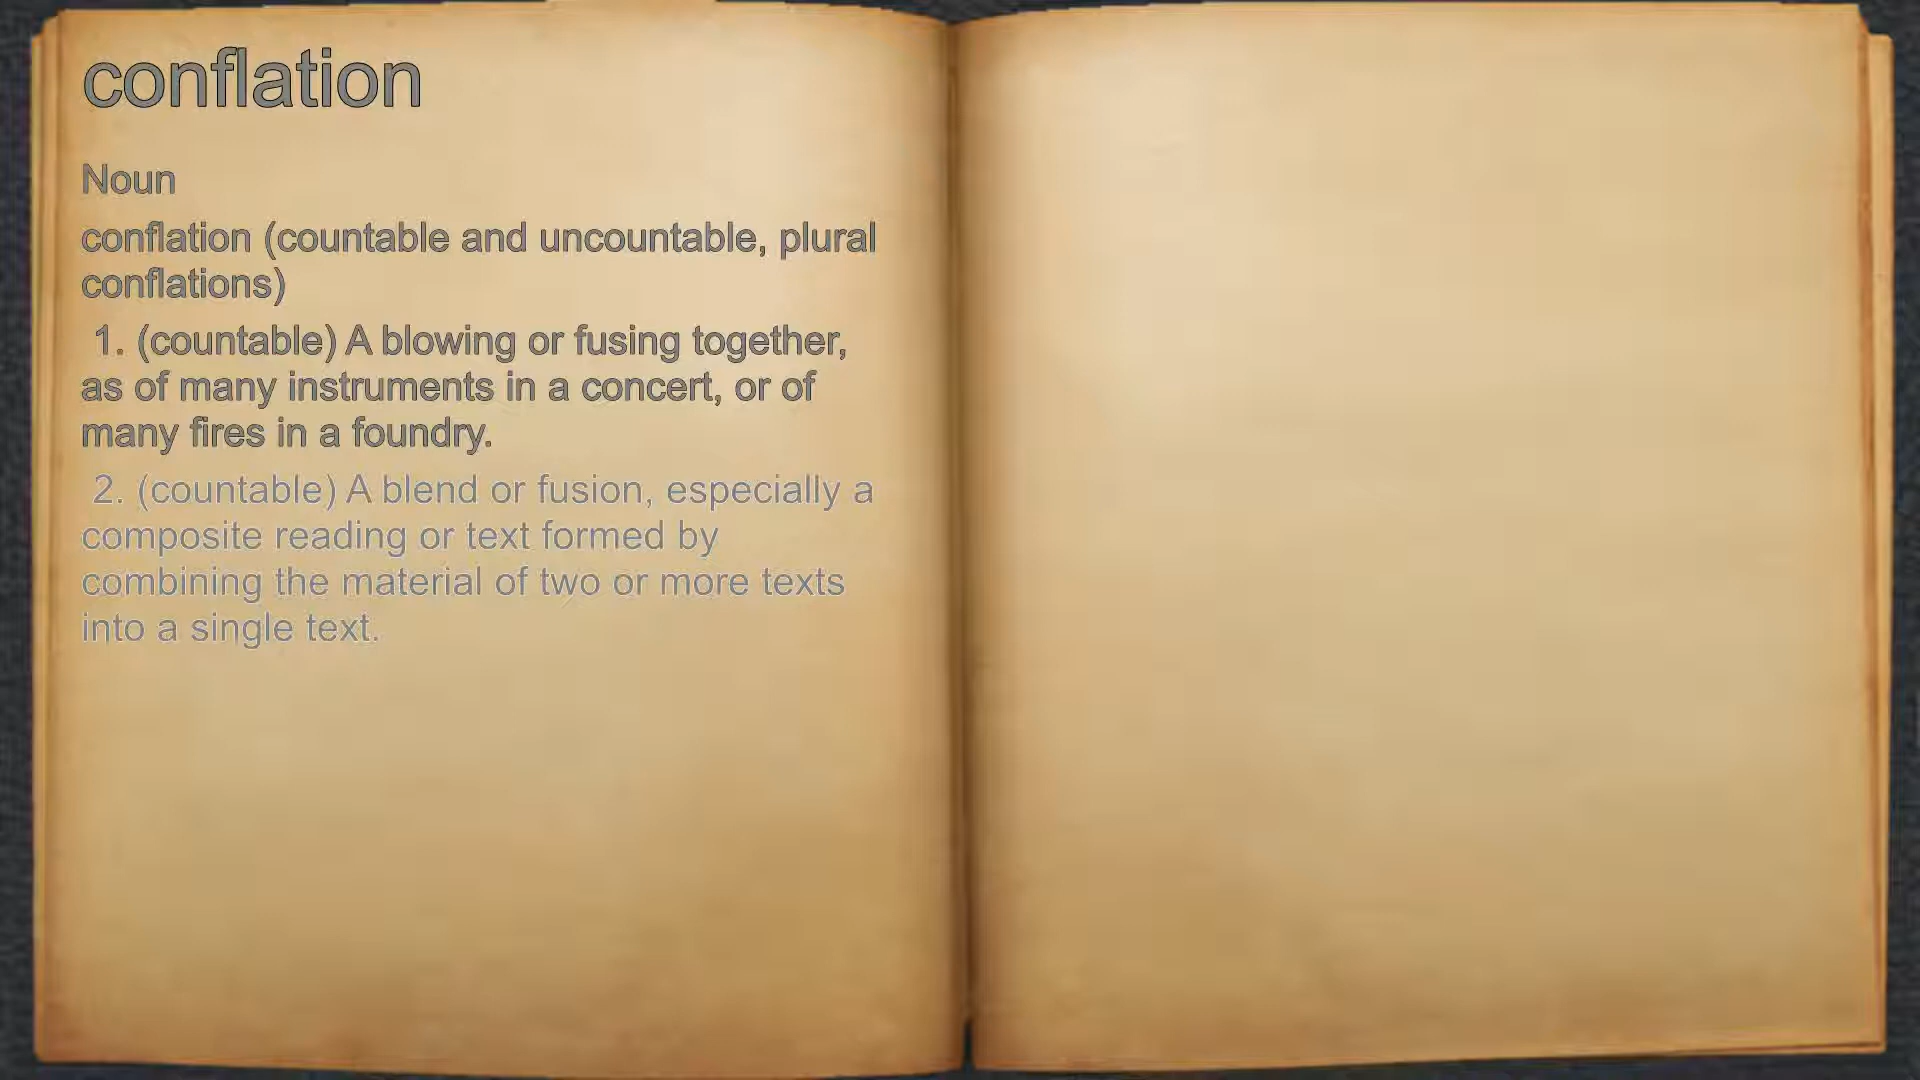 conflation
Noun
conflation (countable and uncountable, plural
conflations)
1. (countable) A blowing or fusing together,
as of many instruments in a concert, or of
many fires in a foundry.
2. (countable) A blend or fusion, especially a
composite reading or text formed by
combining the material of two or more texts
into a single text.